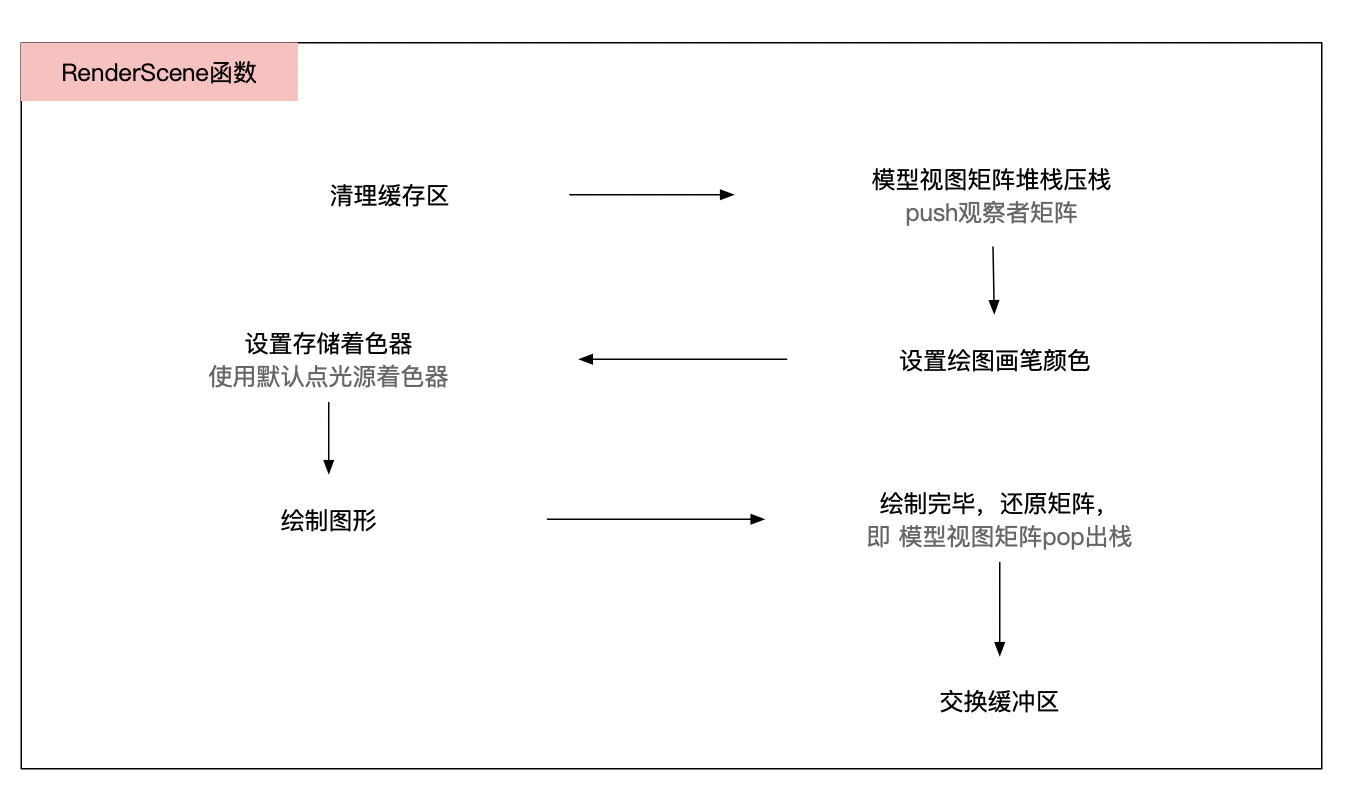 RenderScene函数
清理缓存区
模型视图矩阵堆栈压栈
push观察者矩阵
设置绘图画笔颜色
设置存储着色器
使用默认点光源着色器
绘制图形
绘制完毕，还原矩阵，
即 模型视图矩阵pop出栈
交换缓冲区